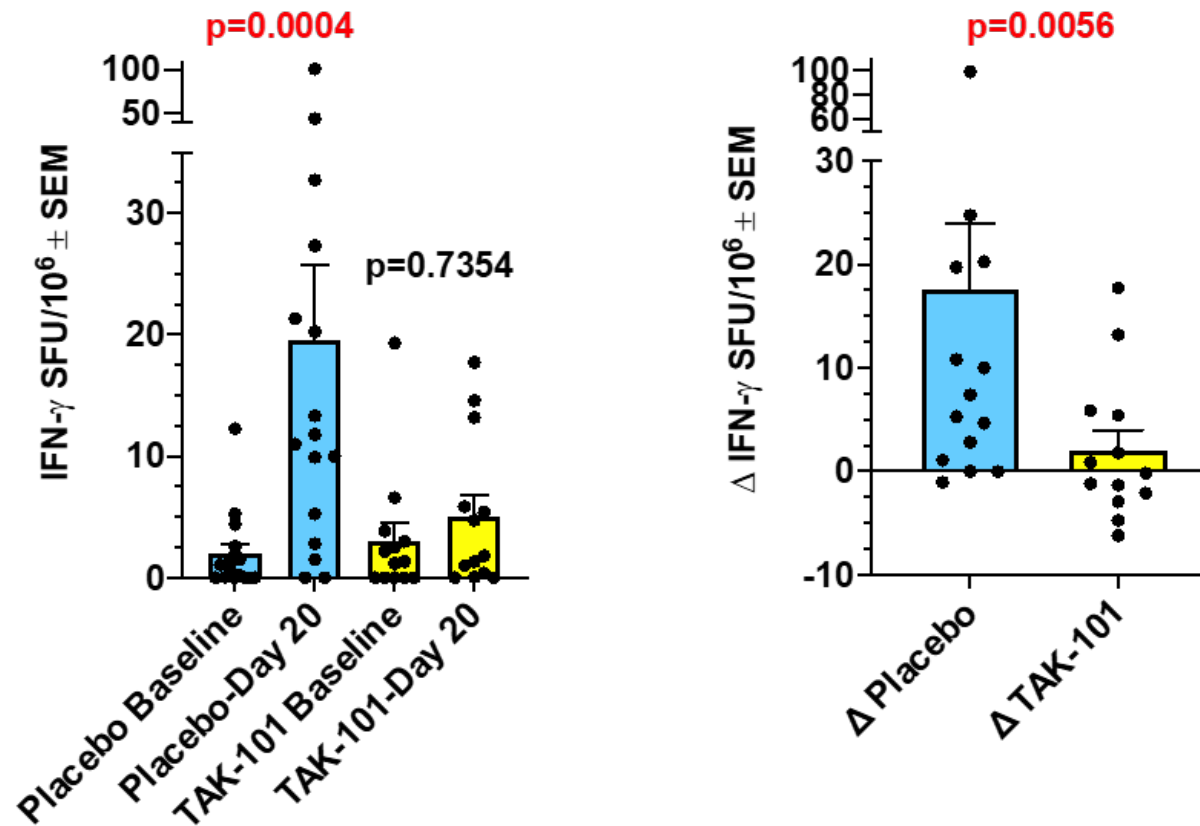 p=0.0004
100
50
30
20
10
0
IFN-γ SFU/10⁶ ± SEM
p=0.7354
Placebo Baseline
Placebo-Day 20
TAK-101 Baseline
TAK-101-Day 20
p=0.0056
100
80
60
30
20
10
0
-10
Δ IFN-γ SFU/10⁶ ± SEM
Δ Placebo
Δ TAK-101